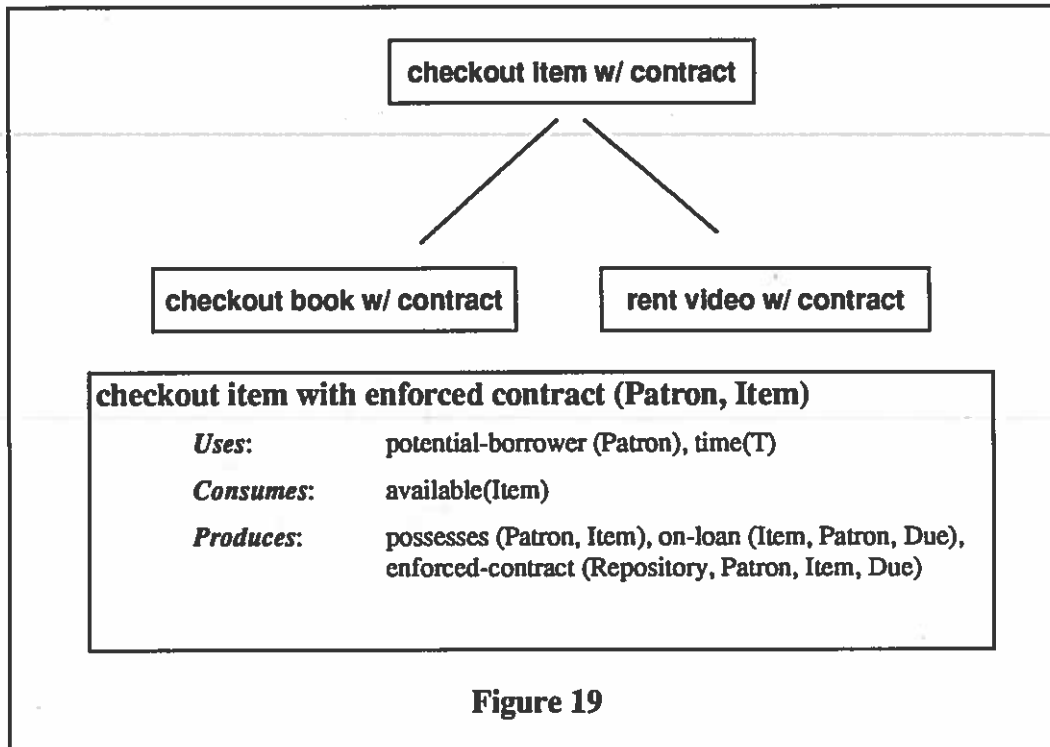 checkout item w/ contract
checkout book w/ contract
rent video w/ contract
checkout item with enforced contract (Patron, Item)
Uses: potential-borrower (Patron), time(T)
Consumes: available(Item)
Produces: possesses (Patron, Item), on-loan (Item, Patron, Due),
enforced-contract (Repository, Patron, Item, Due)
Figure 19